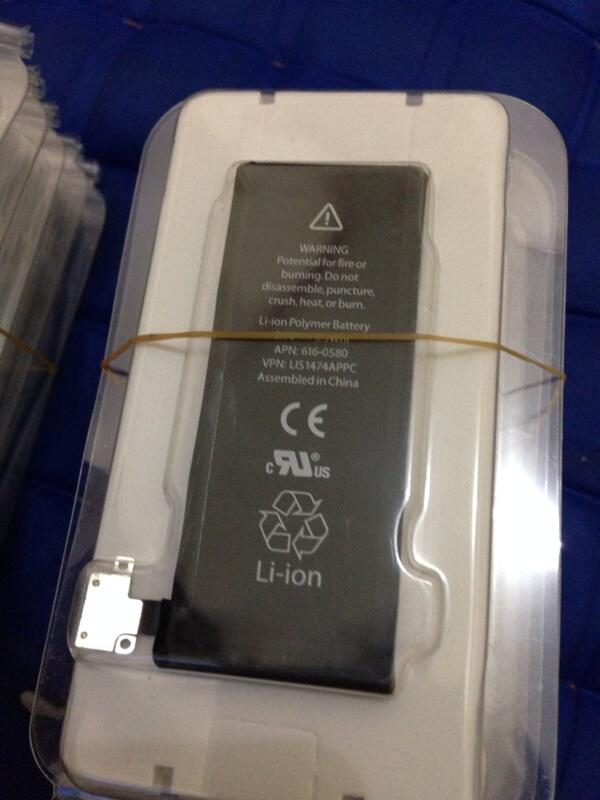 WARNING
Potential for fire or
burning. Do not
disassemble, puncture,
crush, heat, or burn.
Li-ion Polymer Battery
APN: 616-0580
VPN: LIS1474APPC
Assembled in China
CE
c RU ® US
Li-ion